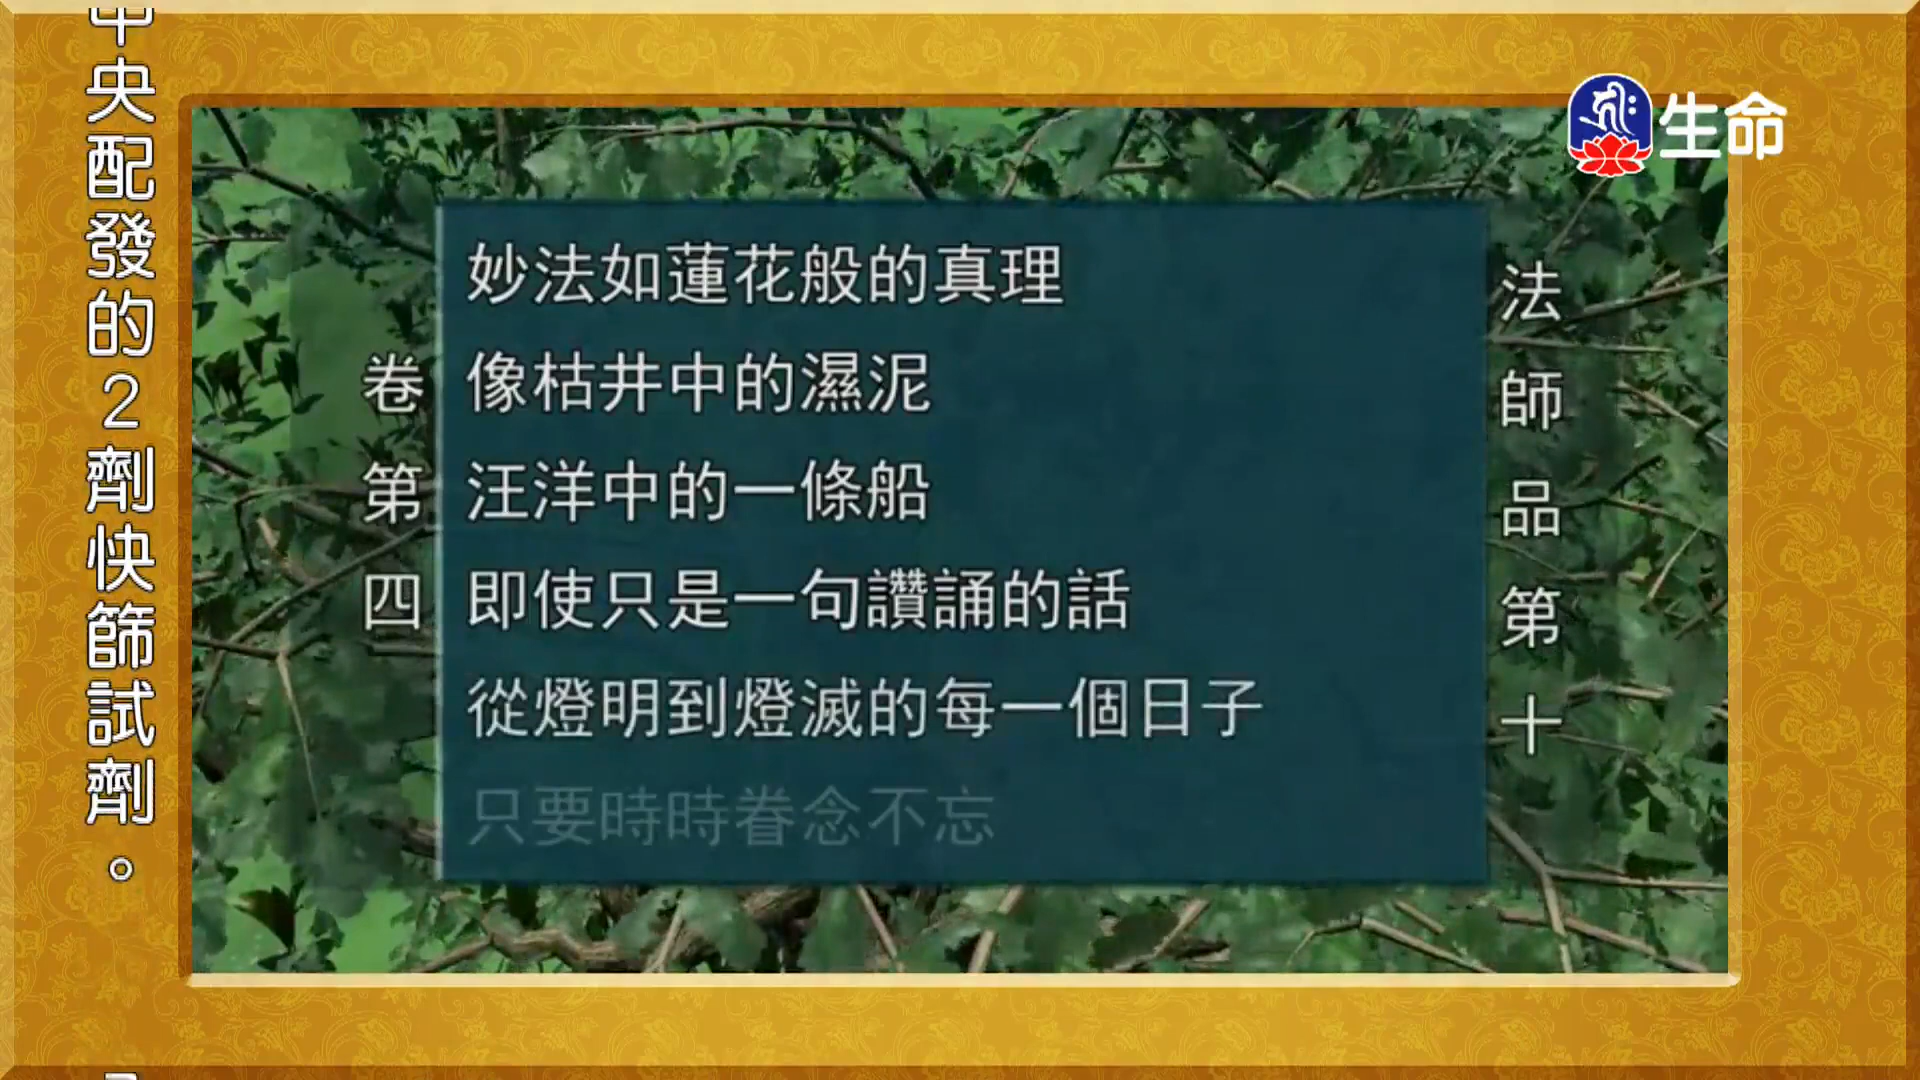 中央配發的2劑快篩試劑。
生命
妙法如蓮花般的真理
像枯井中的濕泥
汪洋中的一條船
即使只是一句讚誦的話
從燈明到燈滅的每一個日子
只要時時眷念不忘
卷第四
法師品第十